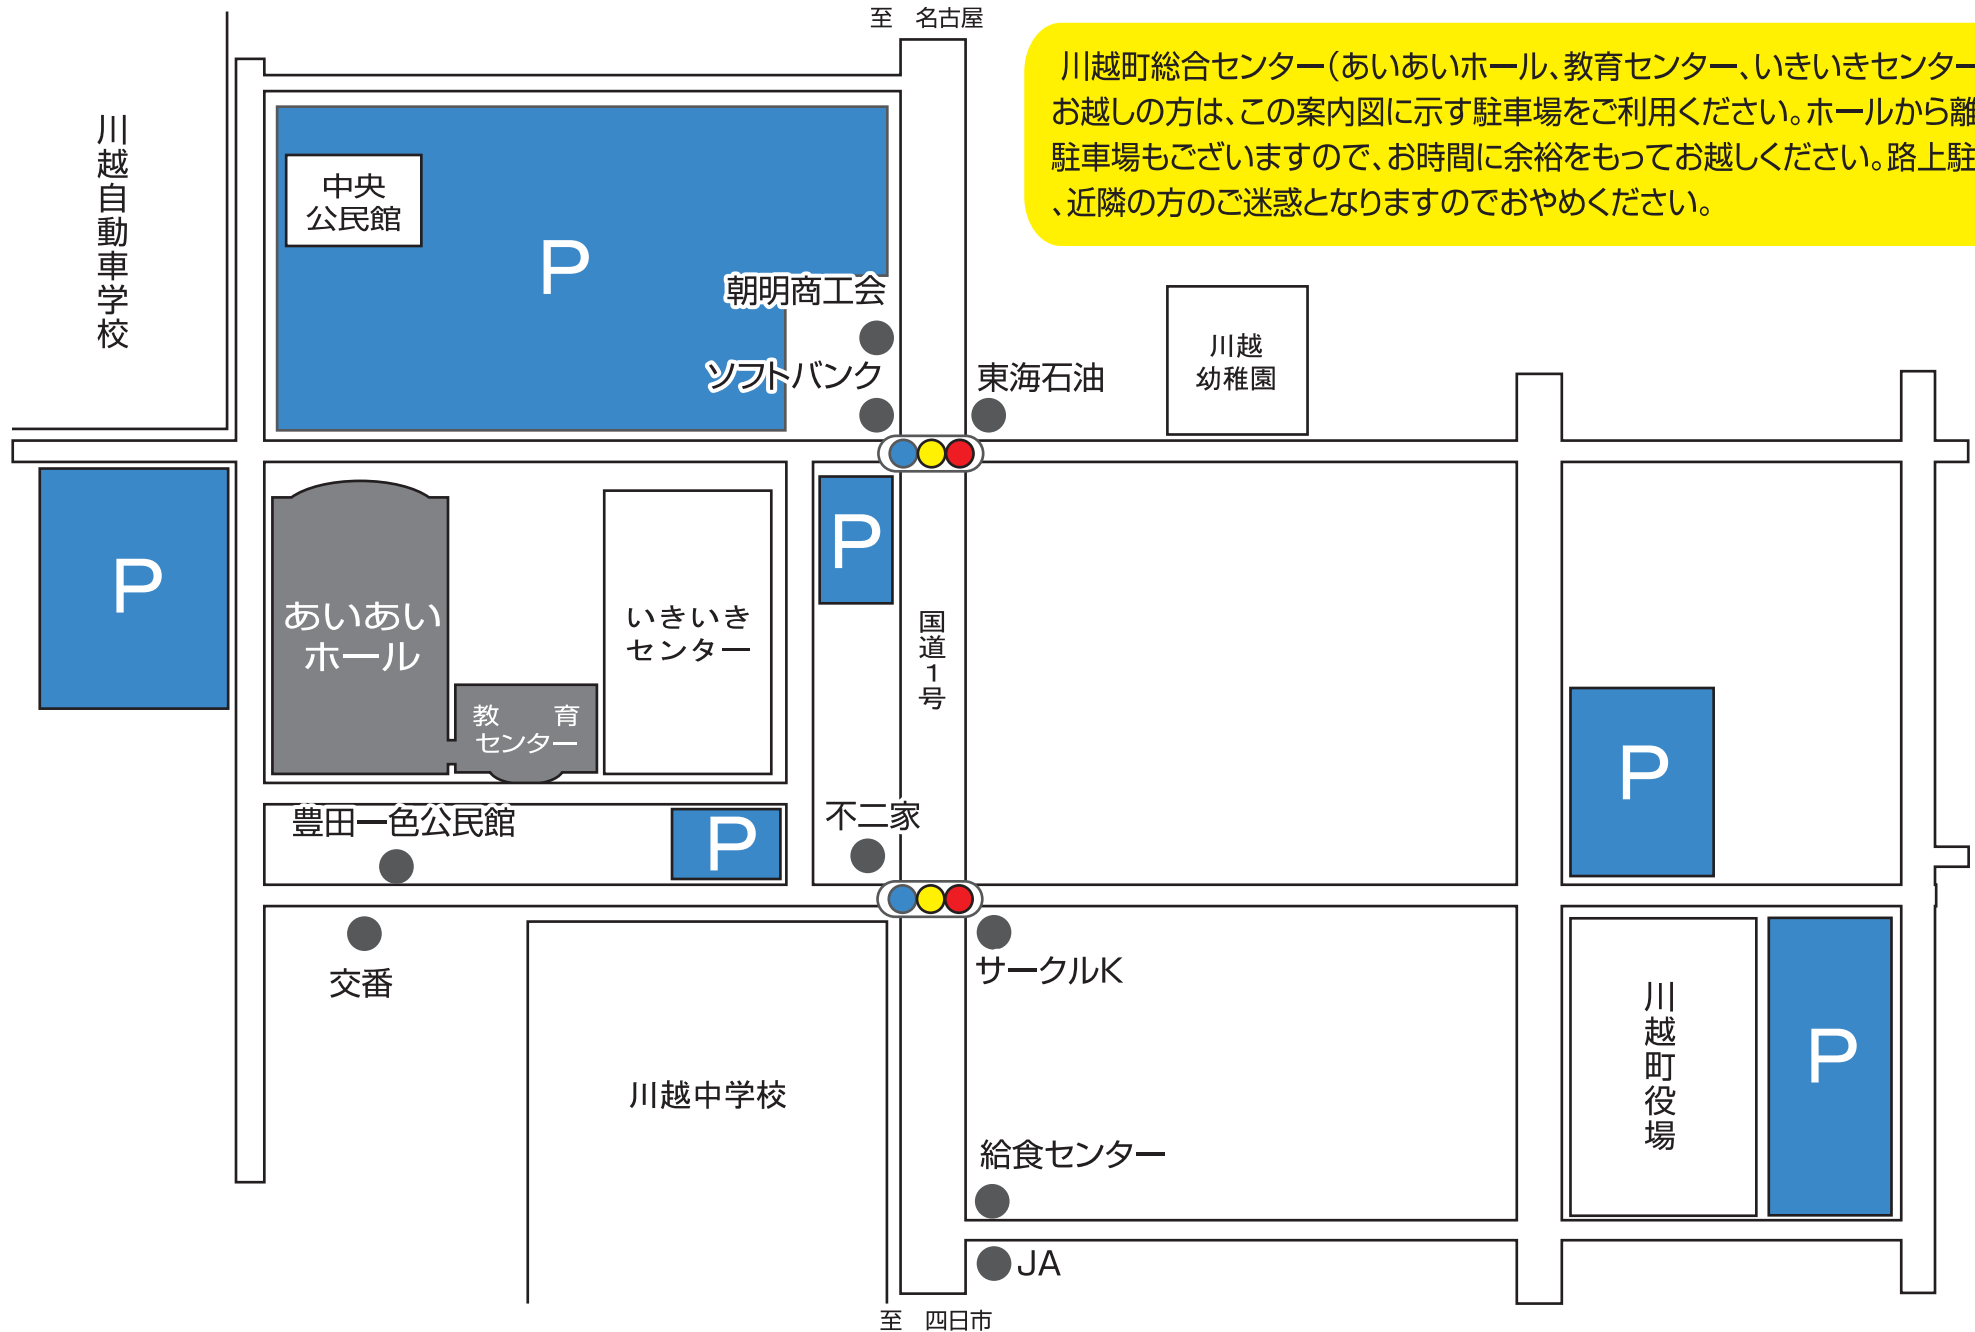 至　名古屋
川越町総合センター（あいあいホール、教育センター、いきいきセンター
お越しの方は、この案内図に示す駐車場をご利用ください。ホールから離
駐車場もございますので、お時間に余裕をもってお越しください。路上駐
、近隣の方のご迷惑となりますのでおやめください。
川越自動車学校
中央
公民館
P
朝明商工会
ソフトバンク
東海石油
川越
幼稚園
P
あいあい
ホール
教　育
センター
いきいき
センター
P
国道１号
P
豊田一色公民館
P
不二家
交番
サークルK
川越中学校
川越町役場
P
給食センター
JA
至　四日市